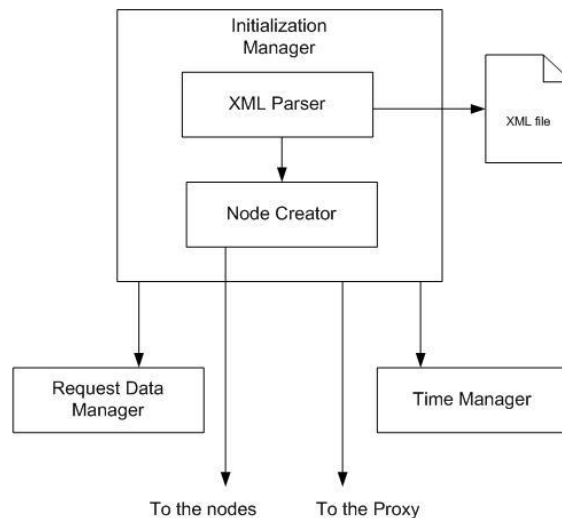 Initialization
Manager
XML Parser
XML file
Node Creator
Request Data
Manager
Time Manager
To the nodes
To the Proxy